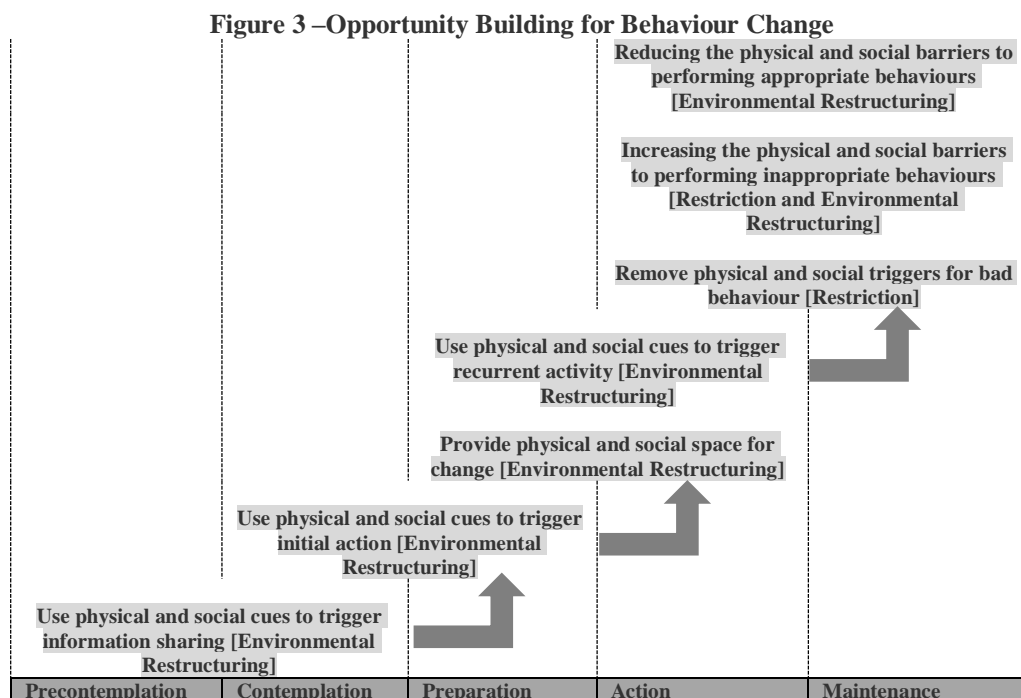 Figure 3 –Opportunity Building for Behaviour Change
Reducing the physical and social barriers to
performing appropriate behaviours
[Environmental Restructuring]
Increasing the physical and social barriers
to performing inappropriate behaviours
[Restriction and Environmental
Restructuring]
Remove physical and social triggers for bad
behaviour [Restriction]
Use physical and social cues to trigger
recurrent activity [Environmental
Restructuring]
Provide physical and social space for
change [Environmental Restructuring]
Use physical and social cues to trigger
initial action [Environmental
Restructuring]
Use physical and social cues to trigger
information sharing [Environmental
Restructuring]
Precontemplation Contemplation Preparation Action Maintenance